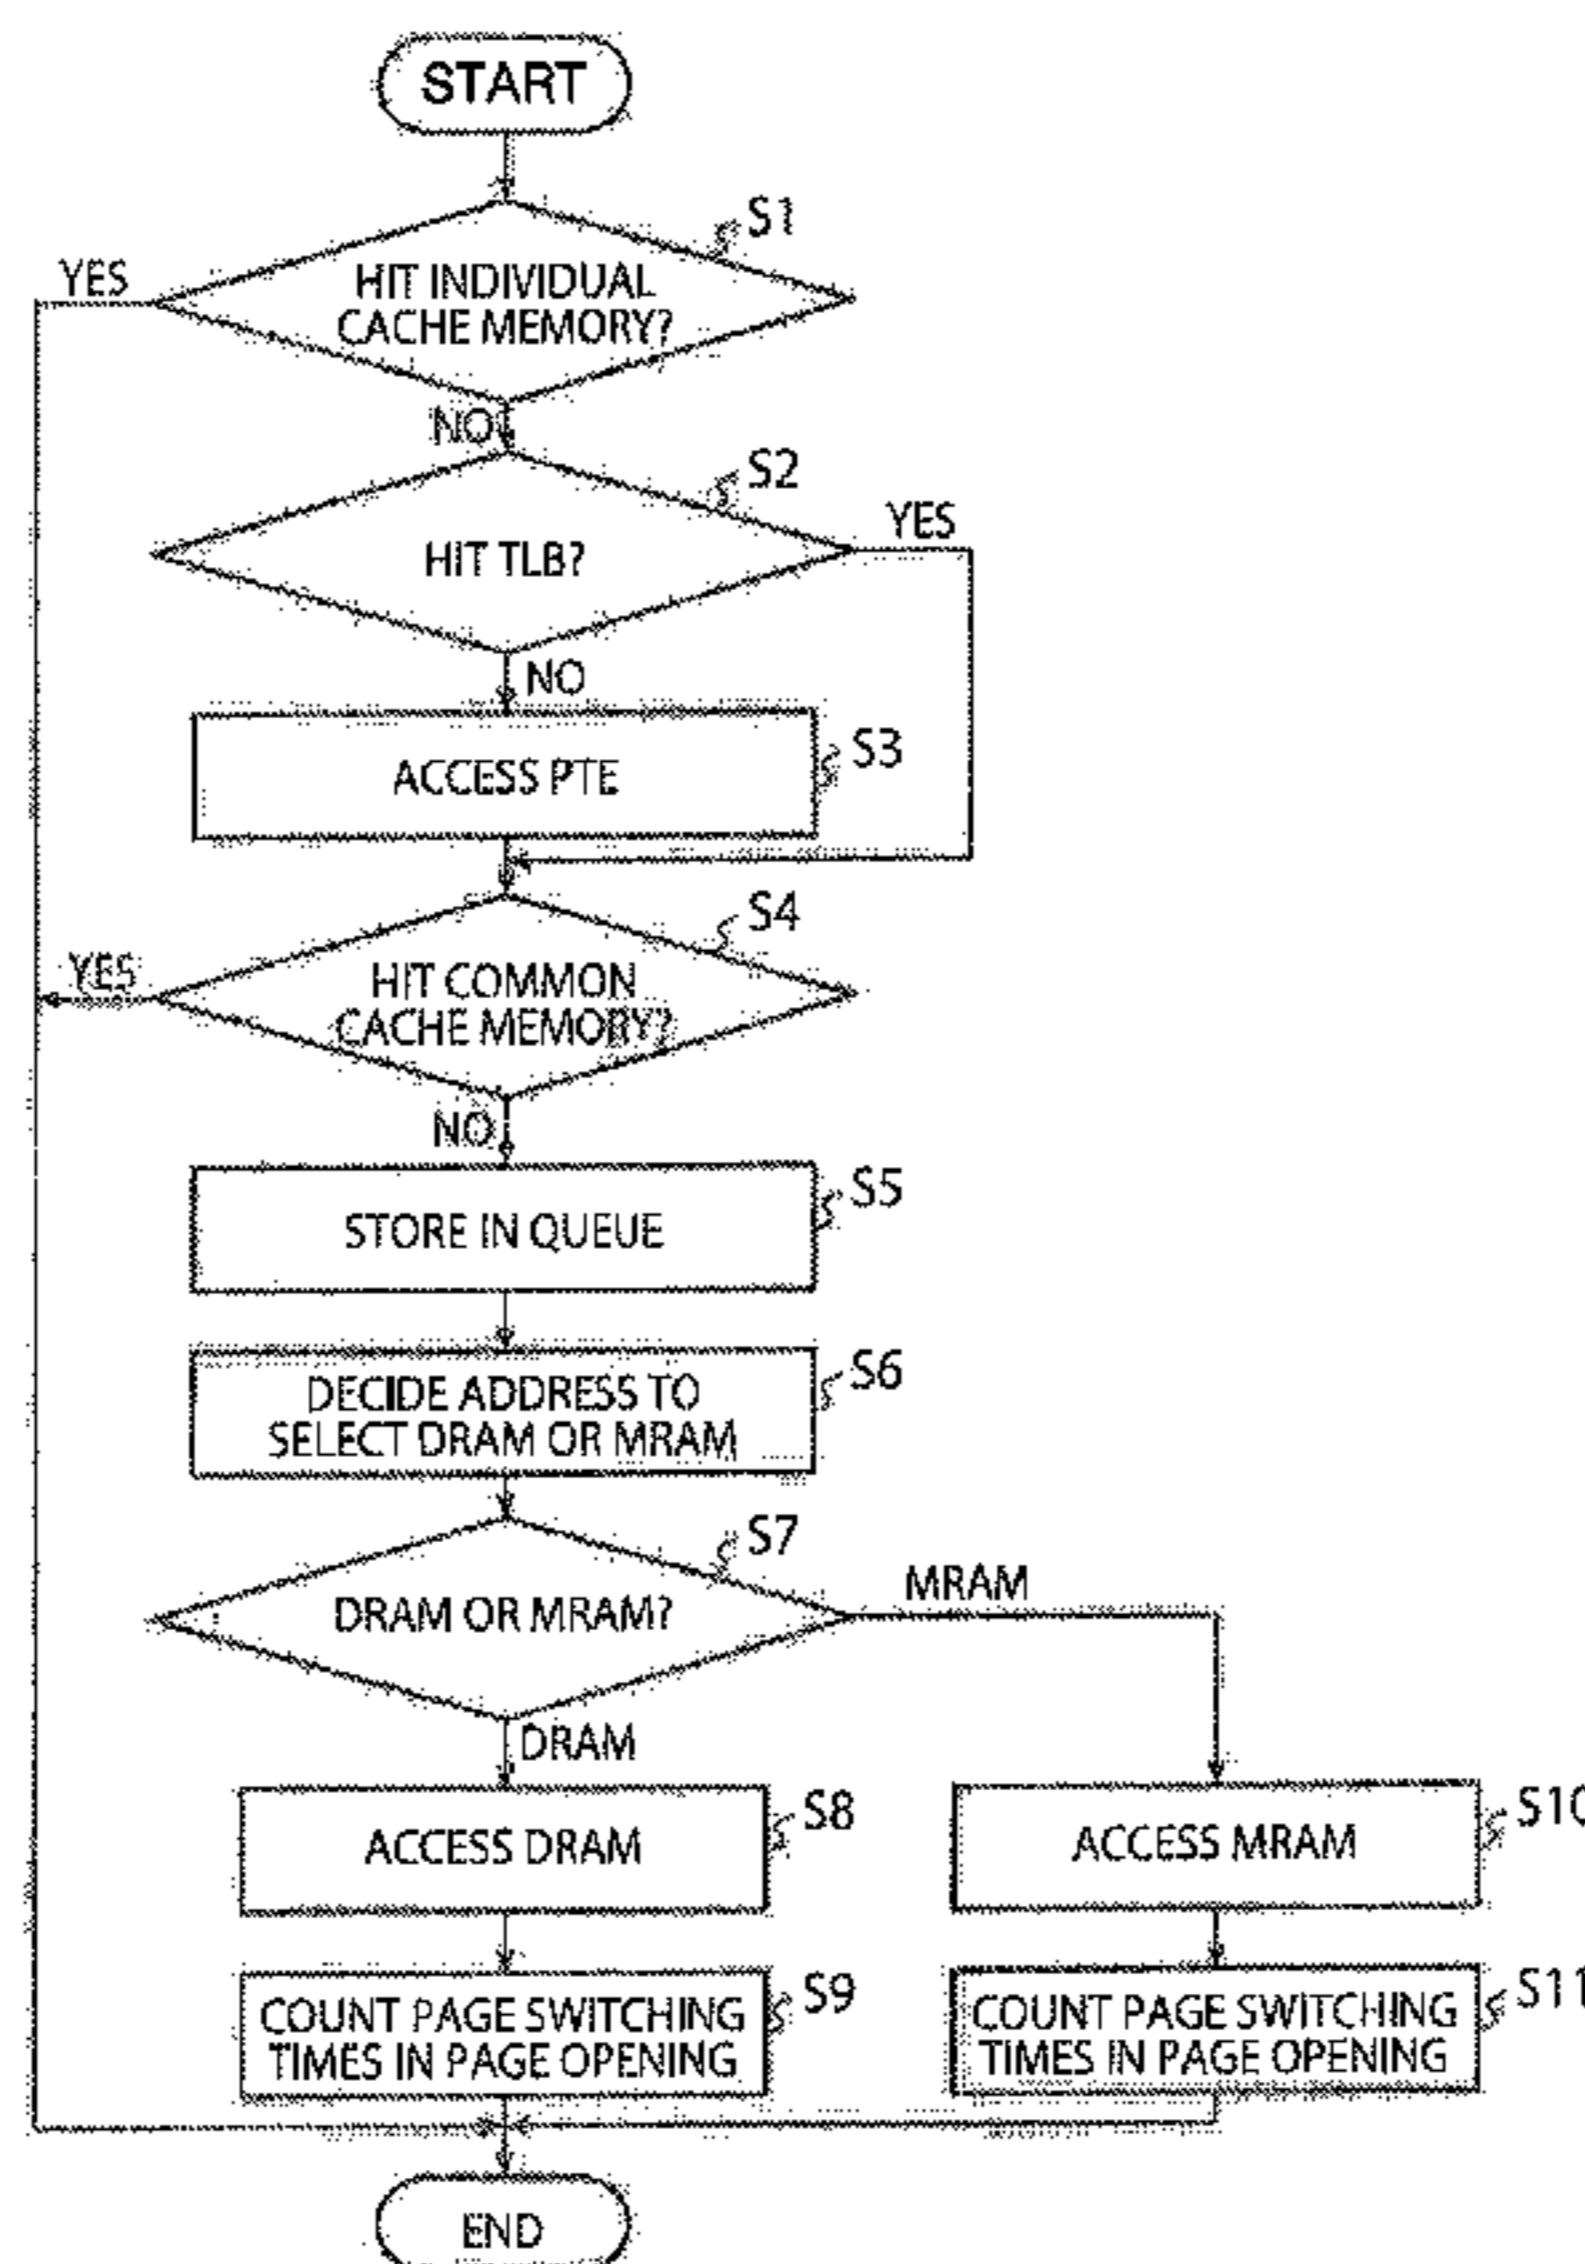 START
S1
YES
HIT INDIVIDUAL
CACHE MEMORY?
NO
S2
YES
HIT TLB?
NO
S3
ACCESS PTE
S4
YES
HIT COMMON
CACHE MEMORY?
NO
S5
STORE IN QUEUE
S6
DECIDE ADDRESS TO
SELECT DRAM OR MRAM
S7
MRAM
DRAM OR MRAM?
DRAM
S8
ACCESS DRAM
S10
ACCESS MRAM
S9
COUNT PAGE SWITCHING
TIMES IN PAGE OPENING
S11
COUNT PAGE SWITCHING
TIMES IN PAGE OPENING
END